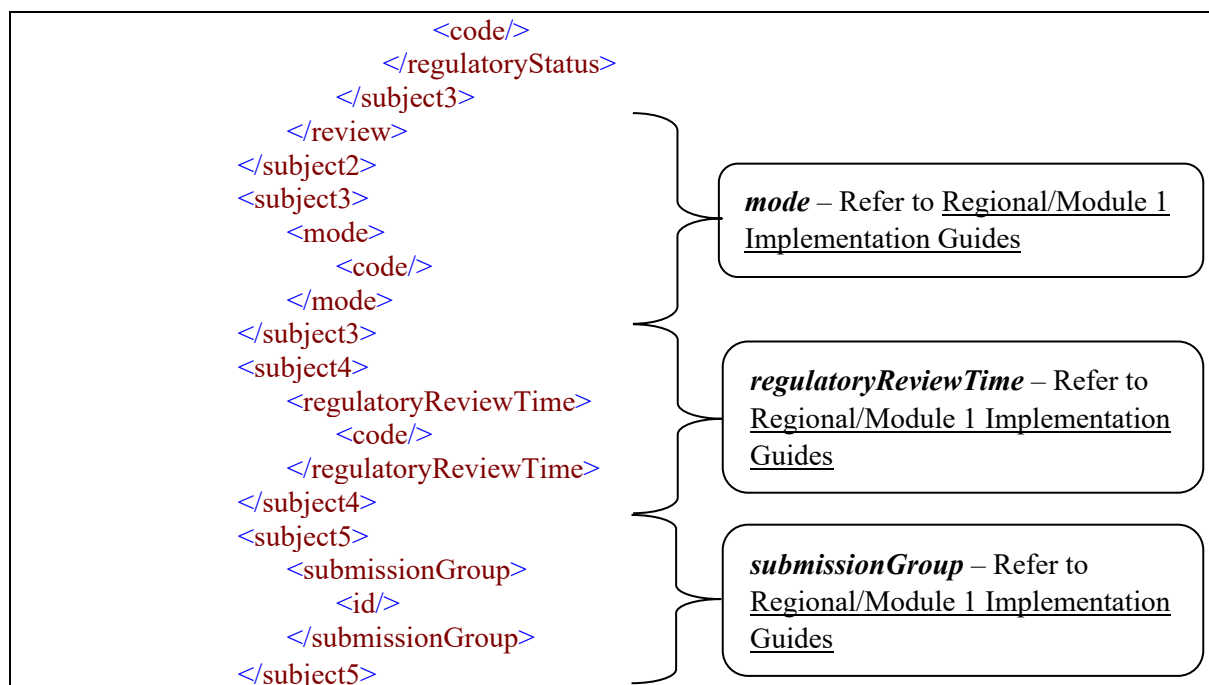 <code/>
</regulatoryStatus>
</subject3>
</review>
</subject2>
<subject3>
<mode>
<code/>
</mode>
</subject3>
<subject4>
<regulatoryReviewTime>
<code/>
</regulatoryReviewTime>
</subject4>
<subject5>
<submissionGroup>
<id/>
</submissionGroup>
</subject5>
mode – Refer to Regional/Module 1
Implementation Guides
regulatoryReviewTime – Refer to
Regional/Module 1 Implementation
Guides
submissionGroup – Refer to
Regional/Module 1 Implementation
Guides